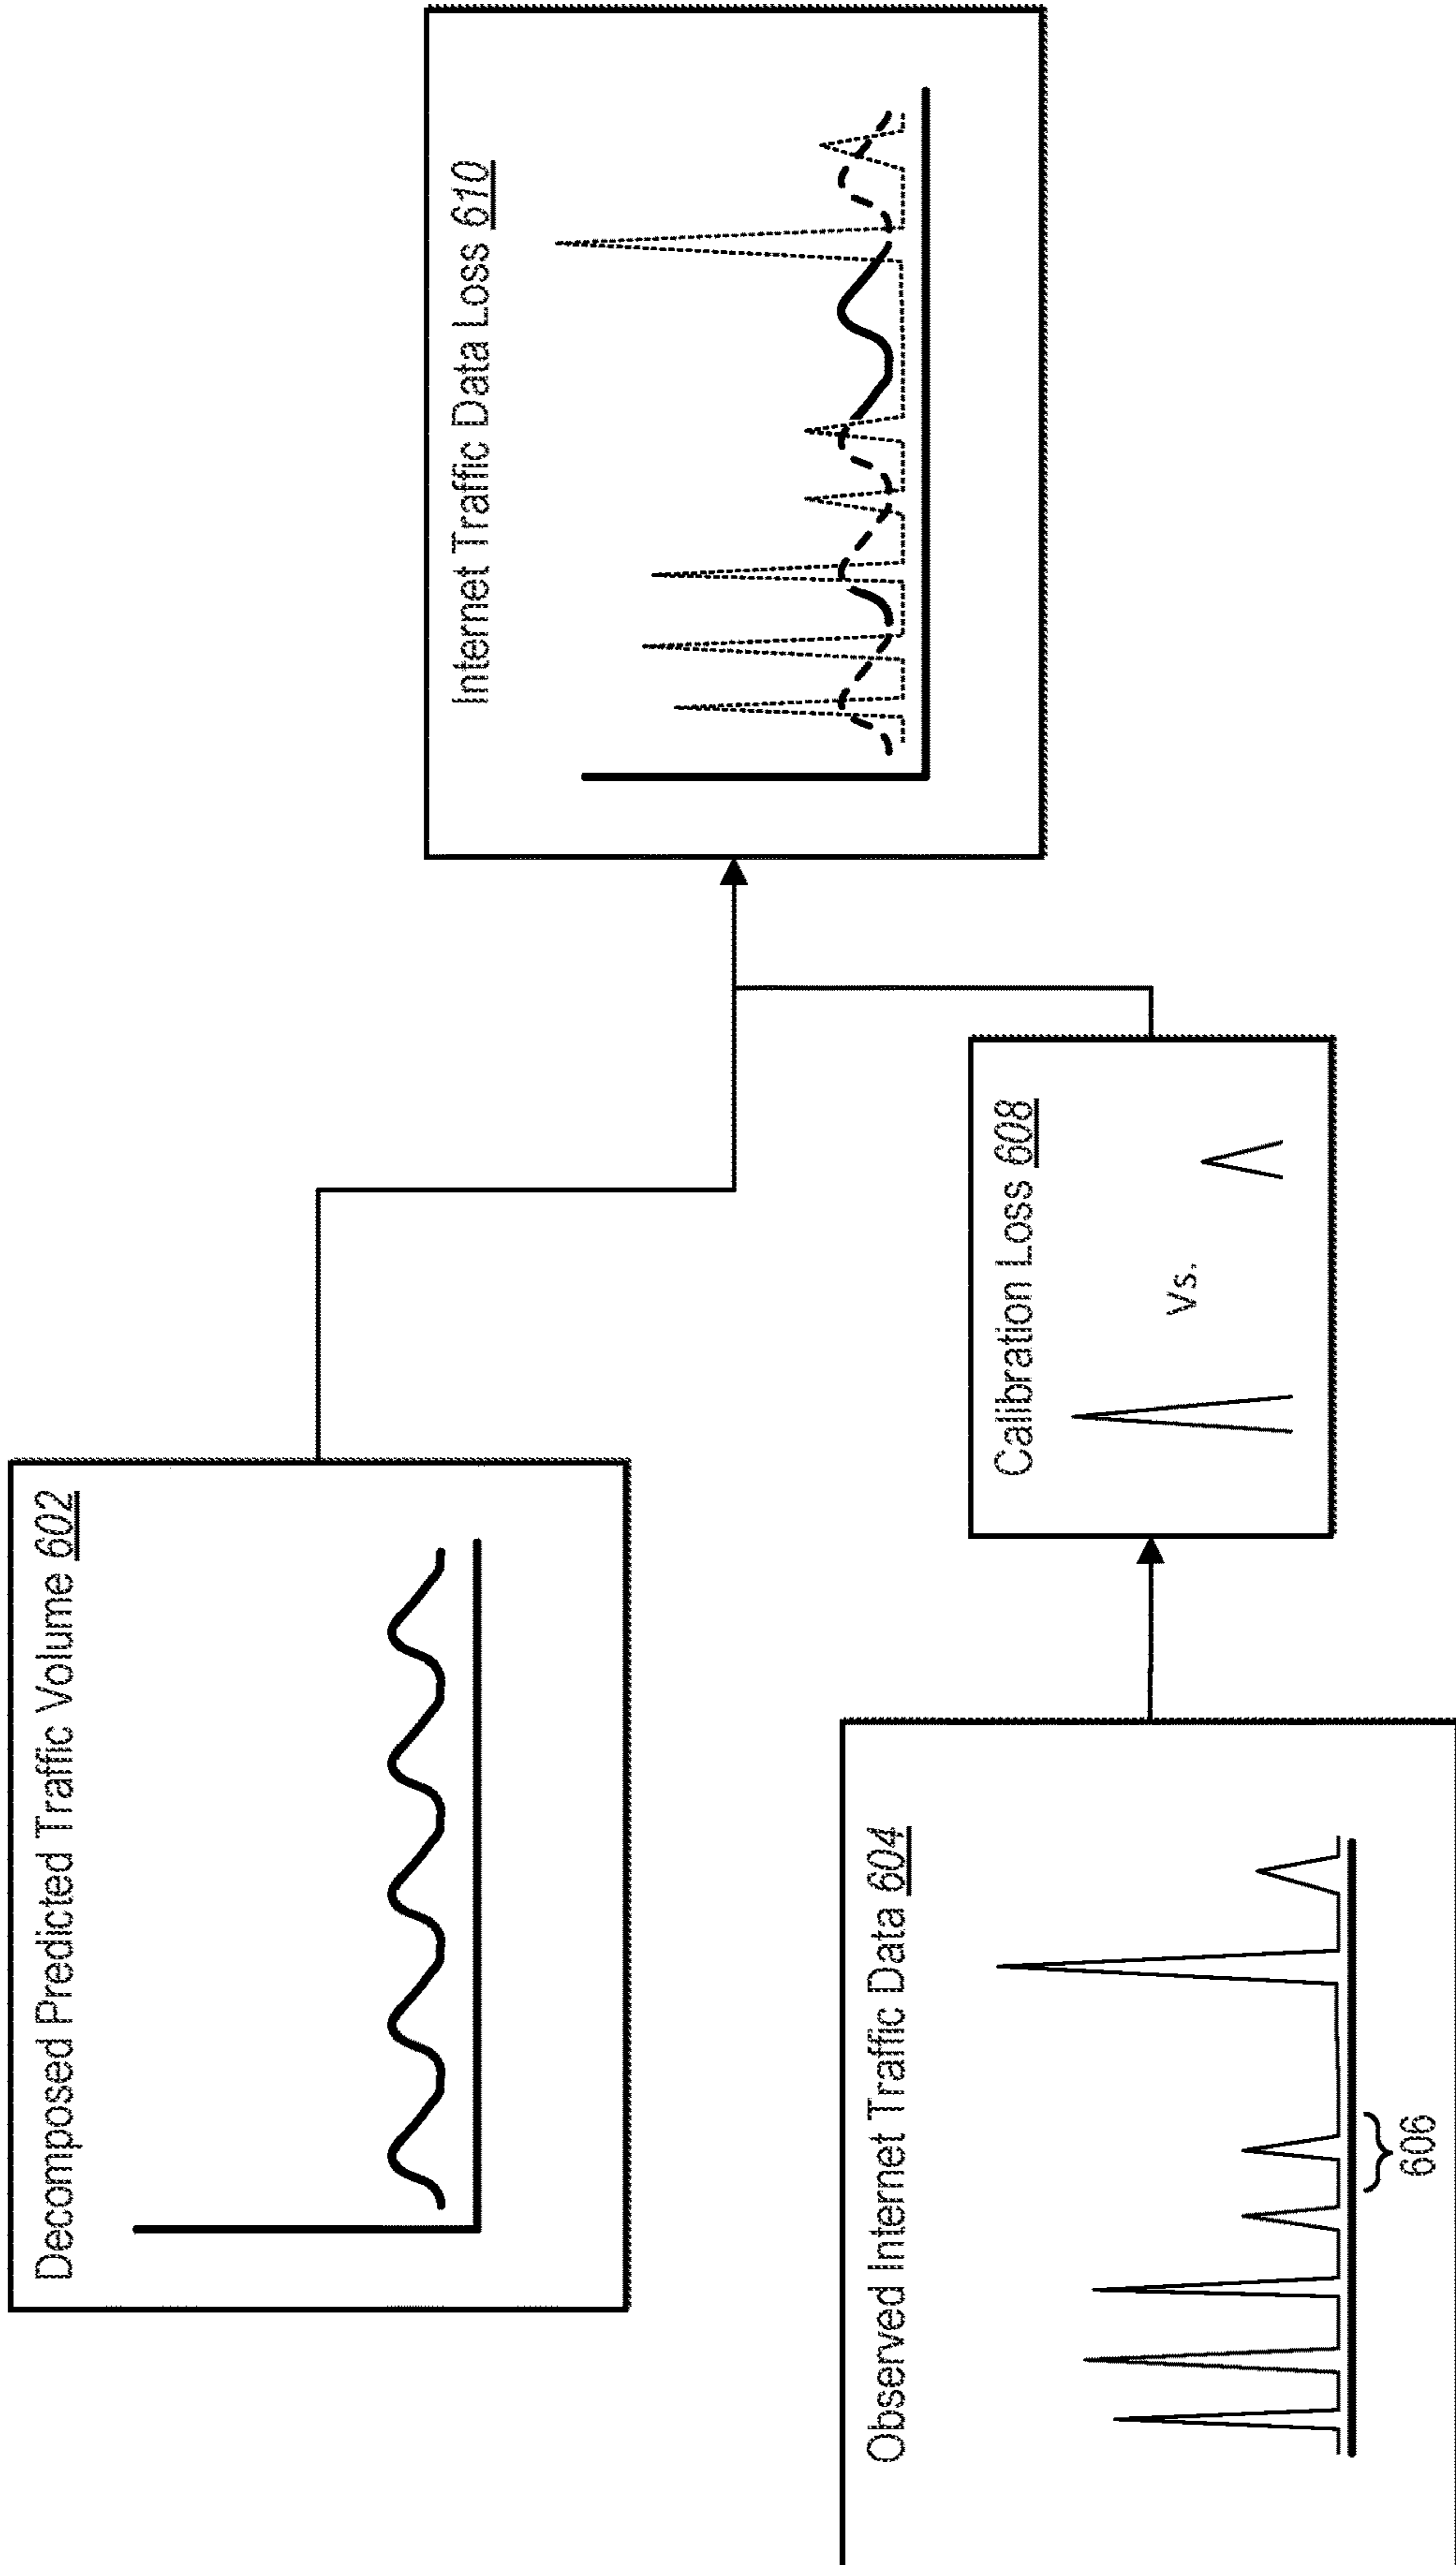 Decomposed Predicted Traffic Volume 602
Observed Internet Traffic Data 604
606
Calibration Loss 608
Vs.
Internet Traffic Data Loss 610